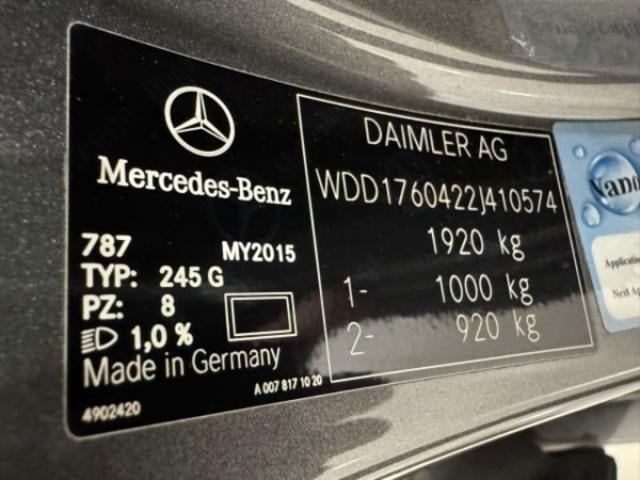 Mercedes-Benz
787 MY2015
TYP: 245 G
PZ: 8
1,0 %
Made in Germany
A 007 817 10 20
4902420
DAIMLER AG
WDD1760422J410574
1920 kg
1- 1000 kg
2- 920 kg
Application